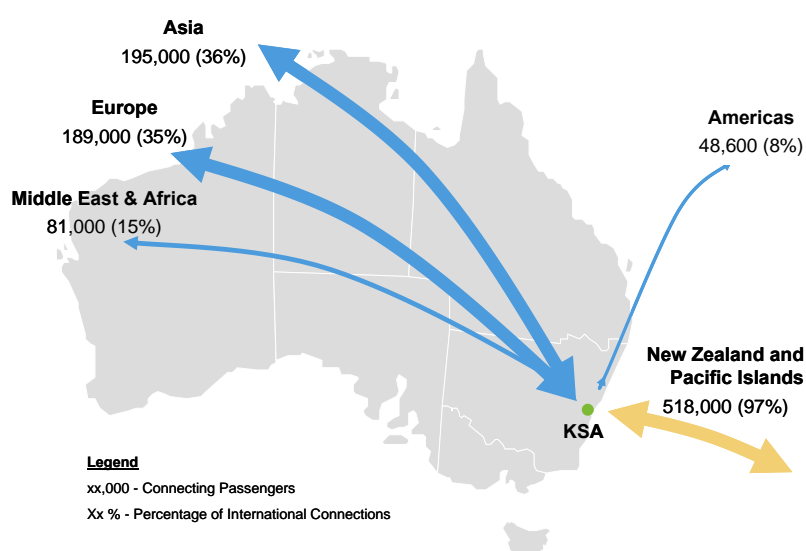 Asia
195,000 (36%)
Europe
189,000 (35%)
Americas
48,600 (8%)
Middle East & Africa
81,000 (15%)
New Zealand and
Pacific Islands
518,000 (97%)
KSA
Legend
xx,000 - Connecting Passengers
Xx % - Percentage of International Connections